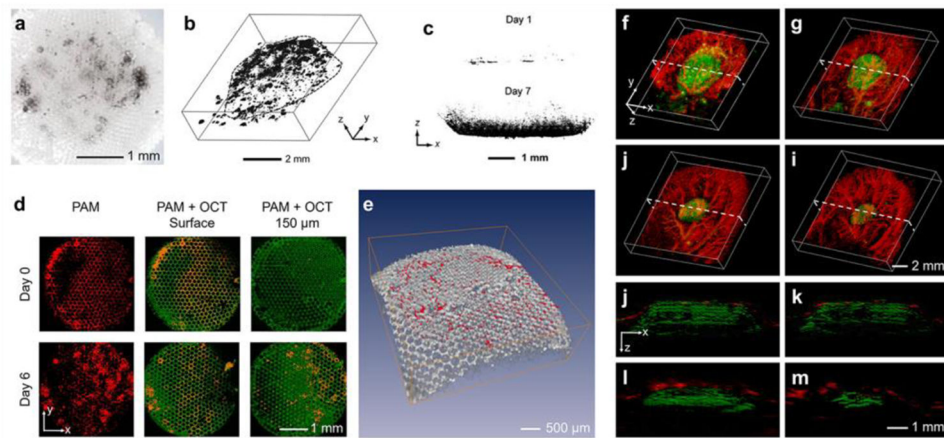 a
1 mm
b
z
y
x
2 mm
c
Day 1
Day 7
z
x
1 mm
d
PAM
PAM + OCT
Surface
PAM + OCT
150 µm
Day 0
Day 6
y
x
1 mm
e
500 µm
f
y
x
z
g
j
i
2 mm
j
x
z
k
l
m
1 mm